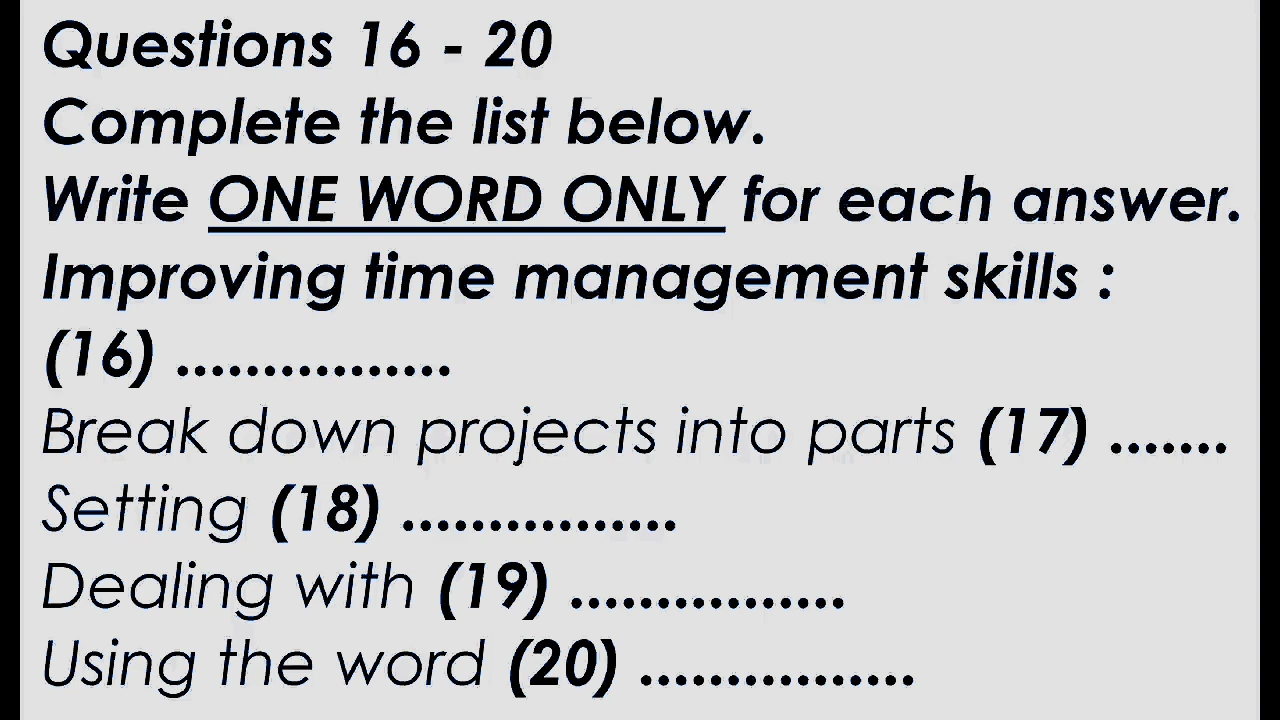 Questions 16 - 20
Complete the list below.
Write ONE WORD ONLY for each answer.
Improving time management skills :
(16) ................
Break down projects into parts (17) .......
Setting (18) ................
Dealing with (19) ................
Using the word (20) ................